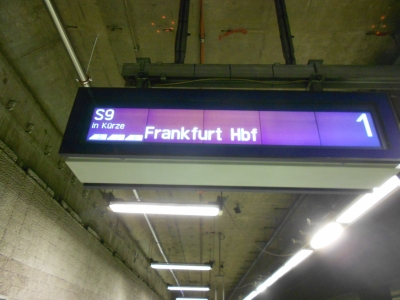 S9
in Kürze
Frankfurt Hbf
1